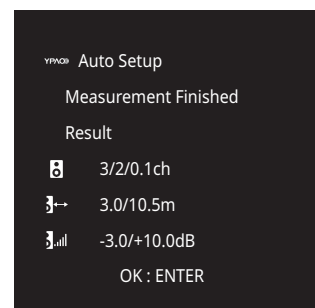 YPAO Auto Setup
Measurement Finished
Result
3/2/0.1ch
3.0/10.5m
-3.0/+10.0dB
OK : ENTER